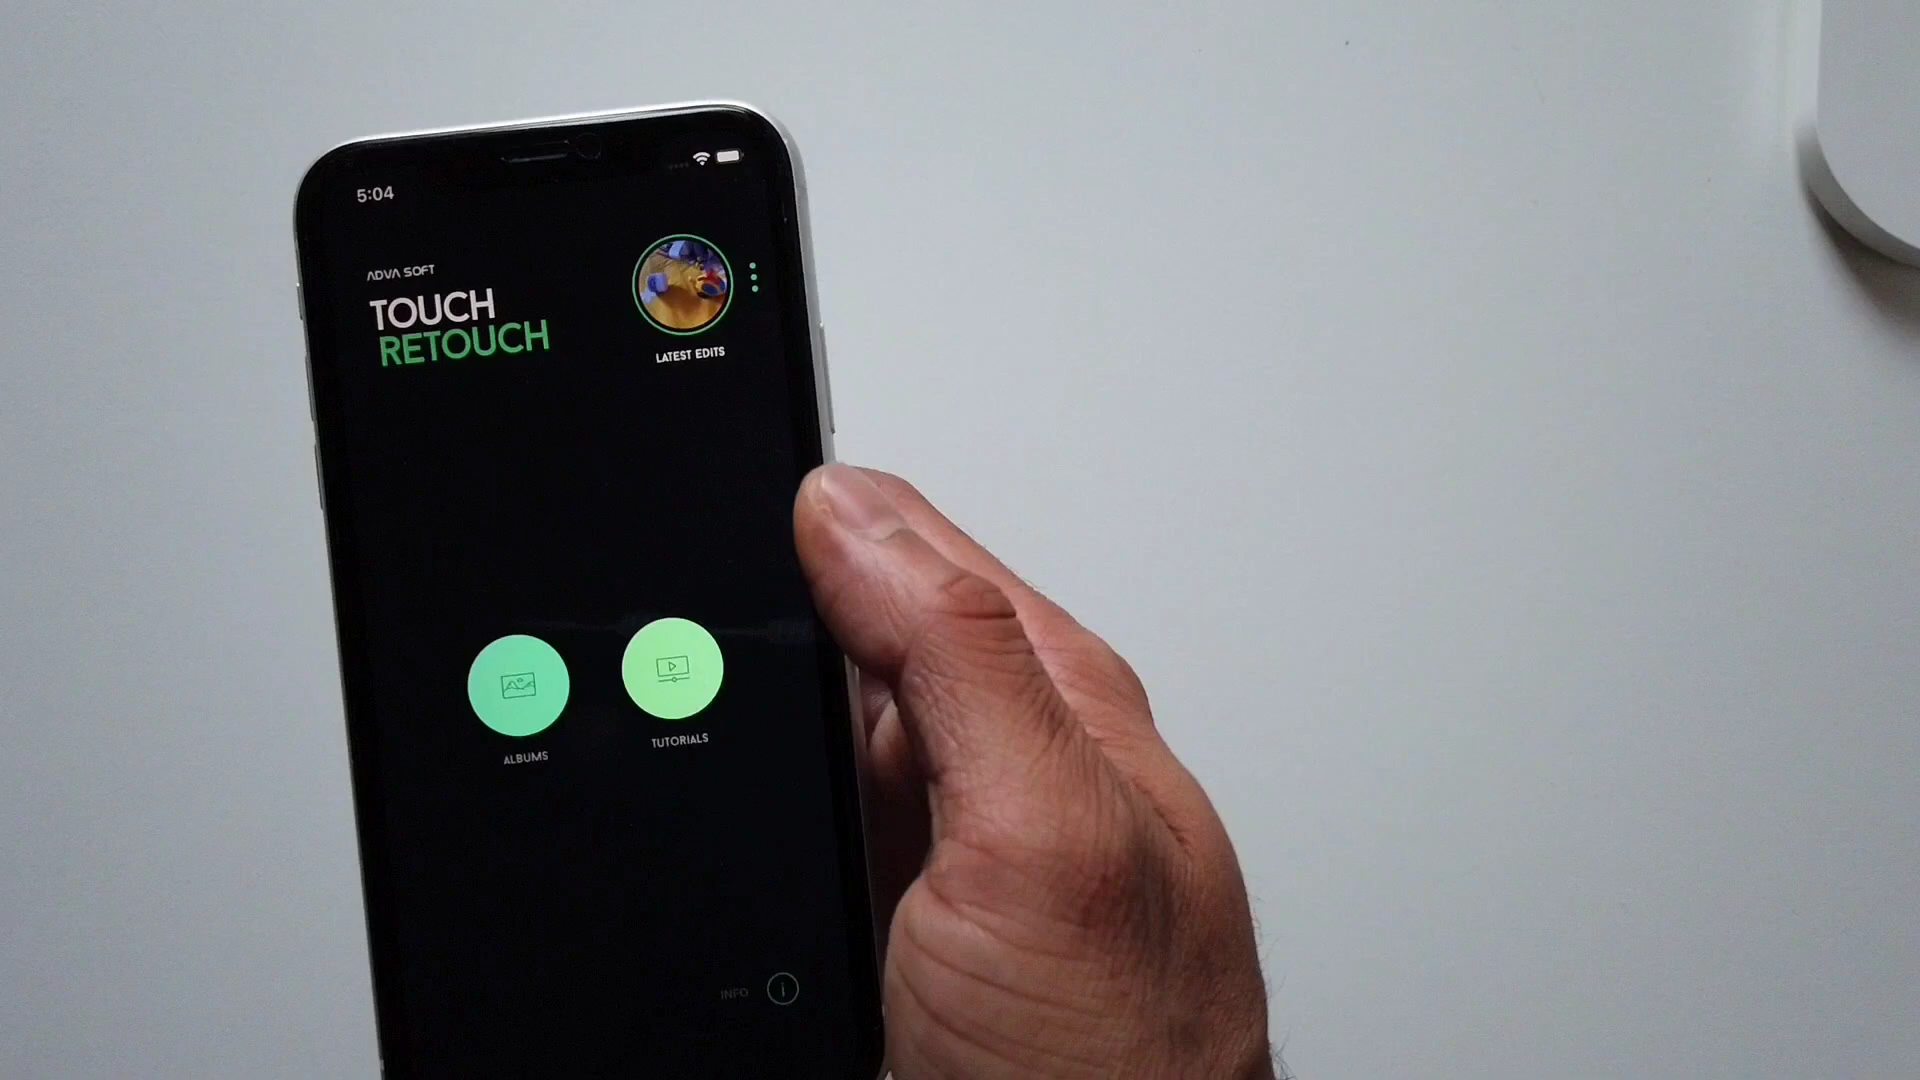 5:04
ADVA SOFT
TOUCH
RETOUCH
LATEST EDITS
ALBUMS
TUTORIALS
INFO
i